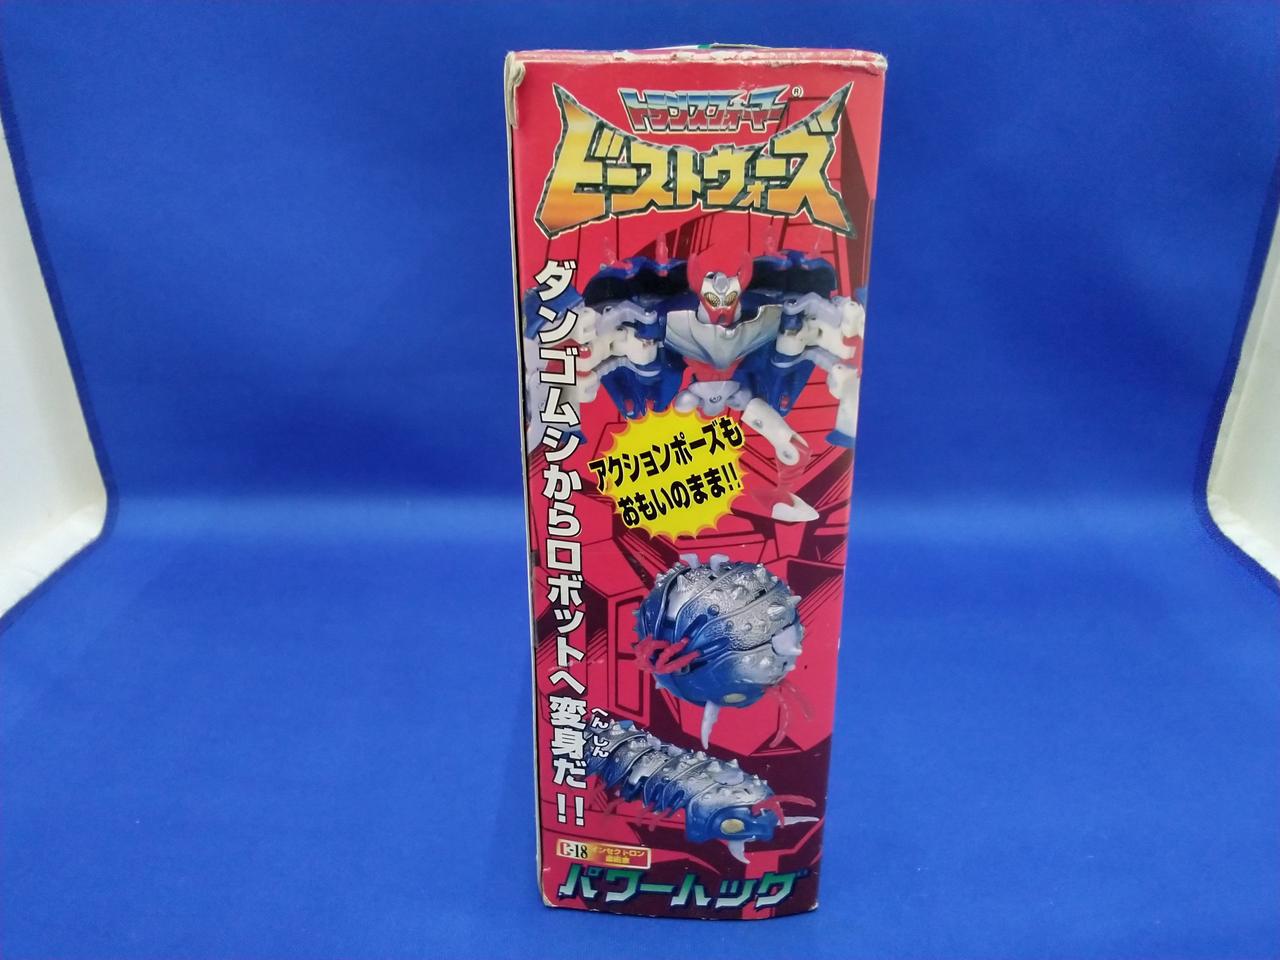 トランスフォーマー®
ビーストウォーズ
ダンゴムシからロボットへ変身だ!!
へんしん
アクションポーズも
おもいのまま!!
C-18
インセクトロン
パワーハッグ